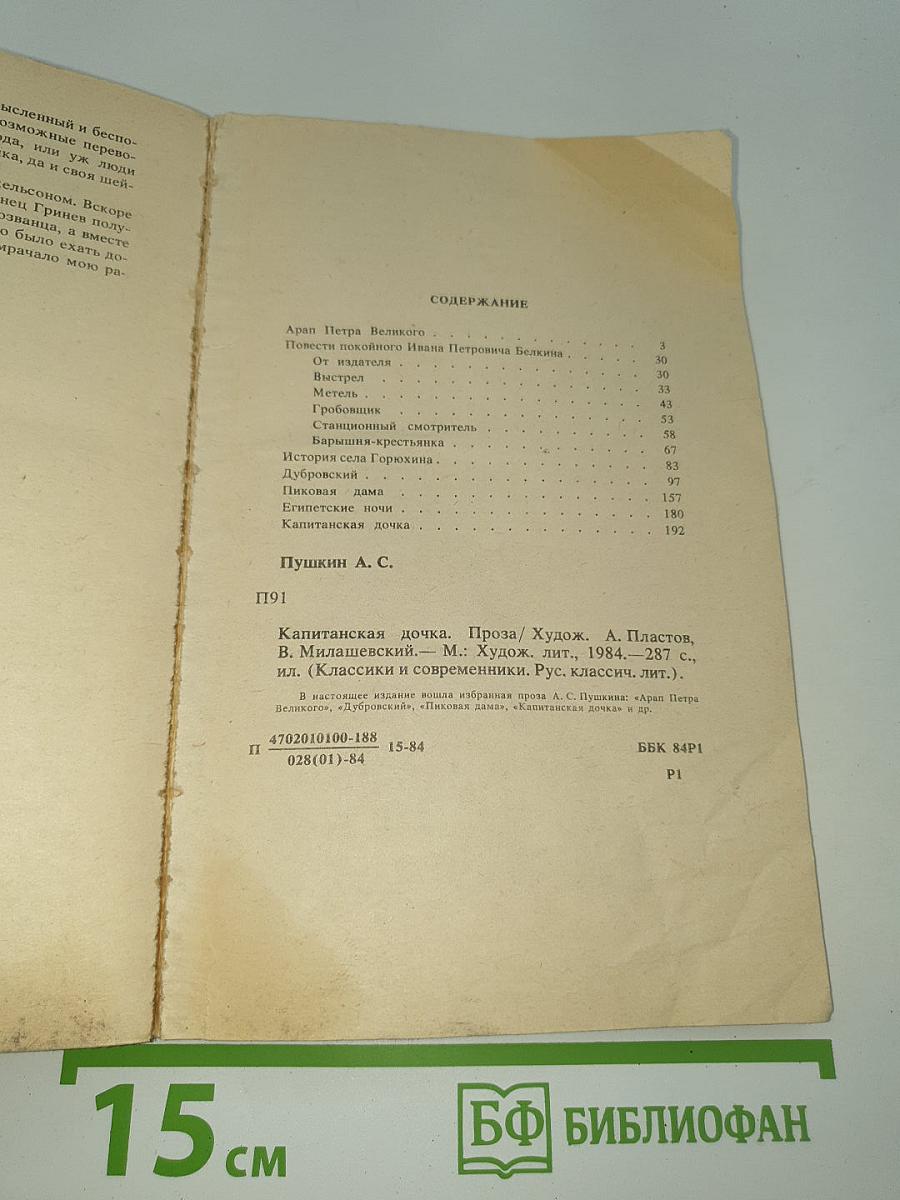 ысленный и беспо-
озможные перево-
ода, или уж люди
ка, да и своя шей-
ельсоном. Вскоре
нец Гринев полу-
озванца, а вместе
о было ехать до-
мрачало мою ра-
СОДЕРЖАНИЕ
Арап Петра Великого . . . . . . . . . . . . . 3
Повести покойного Ивана Петровича Белкина . . . . . 30
От издателя . . . . . . . . . . . . . 30
Выстрел . . . . . . . . . . . . . 33
Метель . . . . . . . . . . . . . . 43
Гробовщик . . . . . . . . . . . . . 53
Станционный смотритель . . . . . . . . . . 58
Барышня-крестьянка . . . . . . . . . . . 67
История села Горюхина . . . . . . . . . . . . 83
Дубровский . . . . . . . . . . . . . . . 97
Пиковая дама . . . . . . . . . . . . . . 157
Египетские ночи . . . . . . . . . . . . . 180
Капитанская дочка . . . . . . . . . . . . . 192
Пушкин А. С.
П91
Капитанская дочка. Проза/ Худож. А. Пластов,
В. Милашевский.— М.: Худож. лит., 1984.—287 с.,
ил. (Классики и современники. Рус. классич. лит.).
В настоящее издание вошла избранная проза А. С. Пушкина: «Арап Петра
Великого», «Дубровский», «Пиковая дама», «Капитанская дочка» и др.
П 4702010100-188 15-84
028(01)-84
ББК 84Р1
Р1
15 см
БФ БИБЛИОФАН